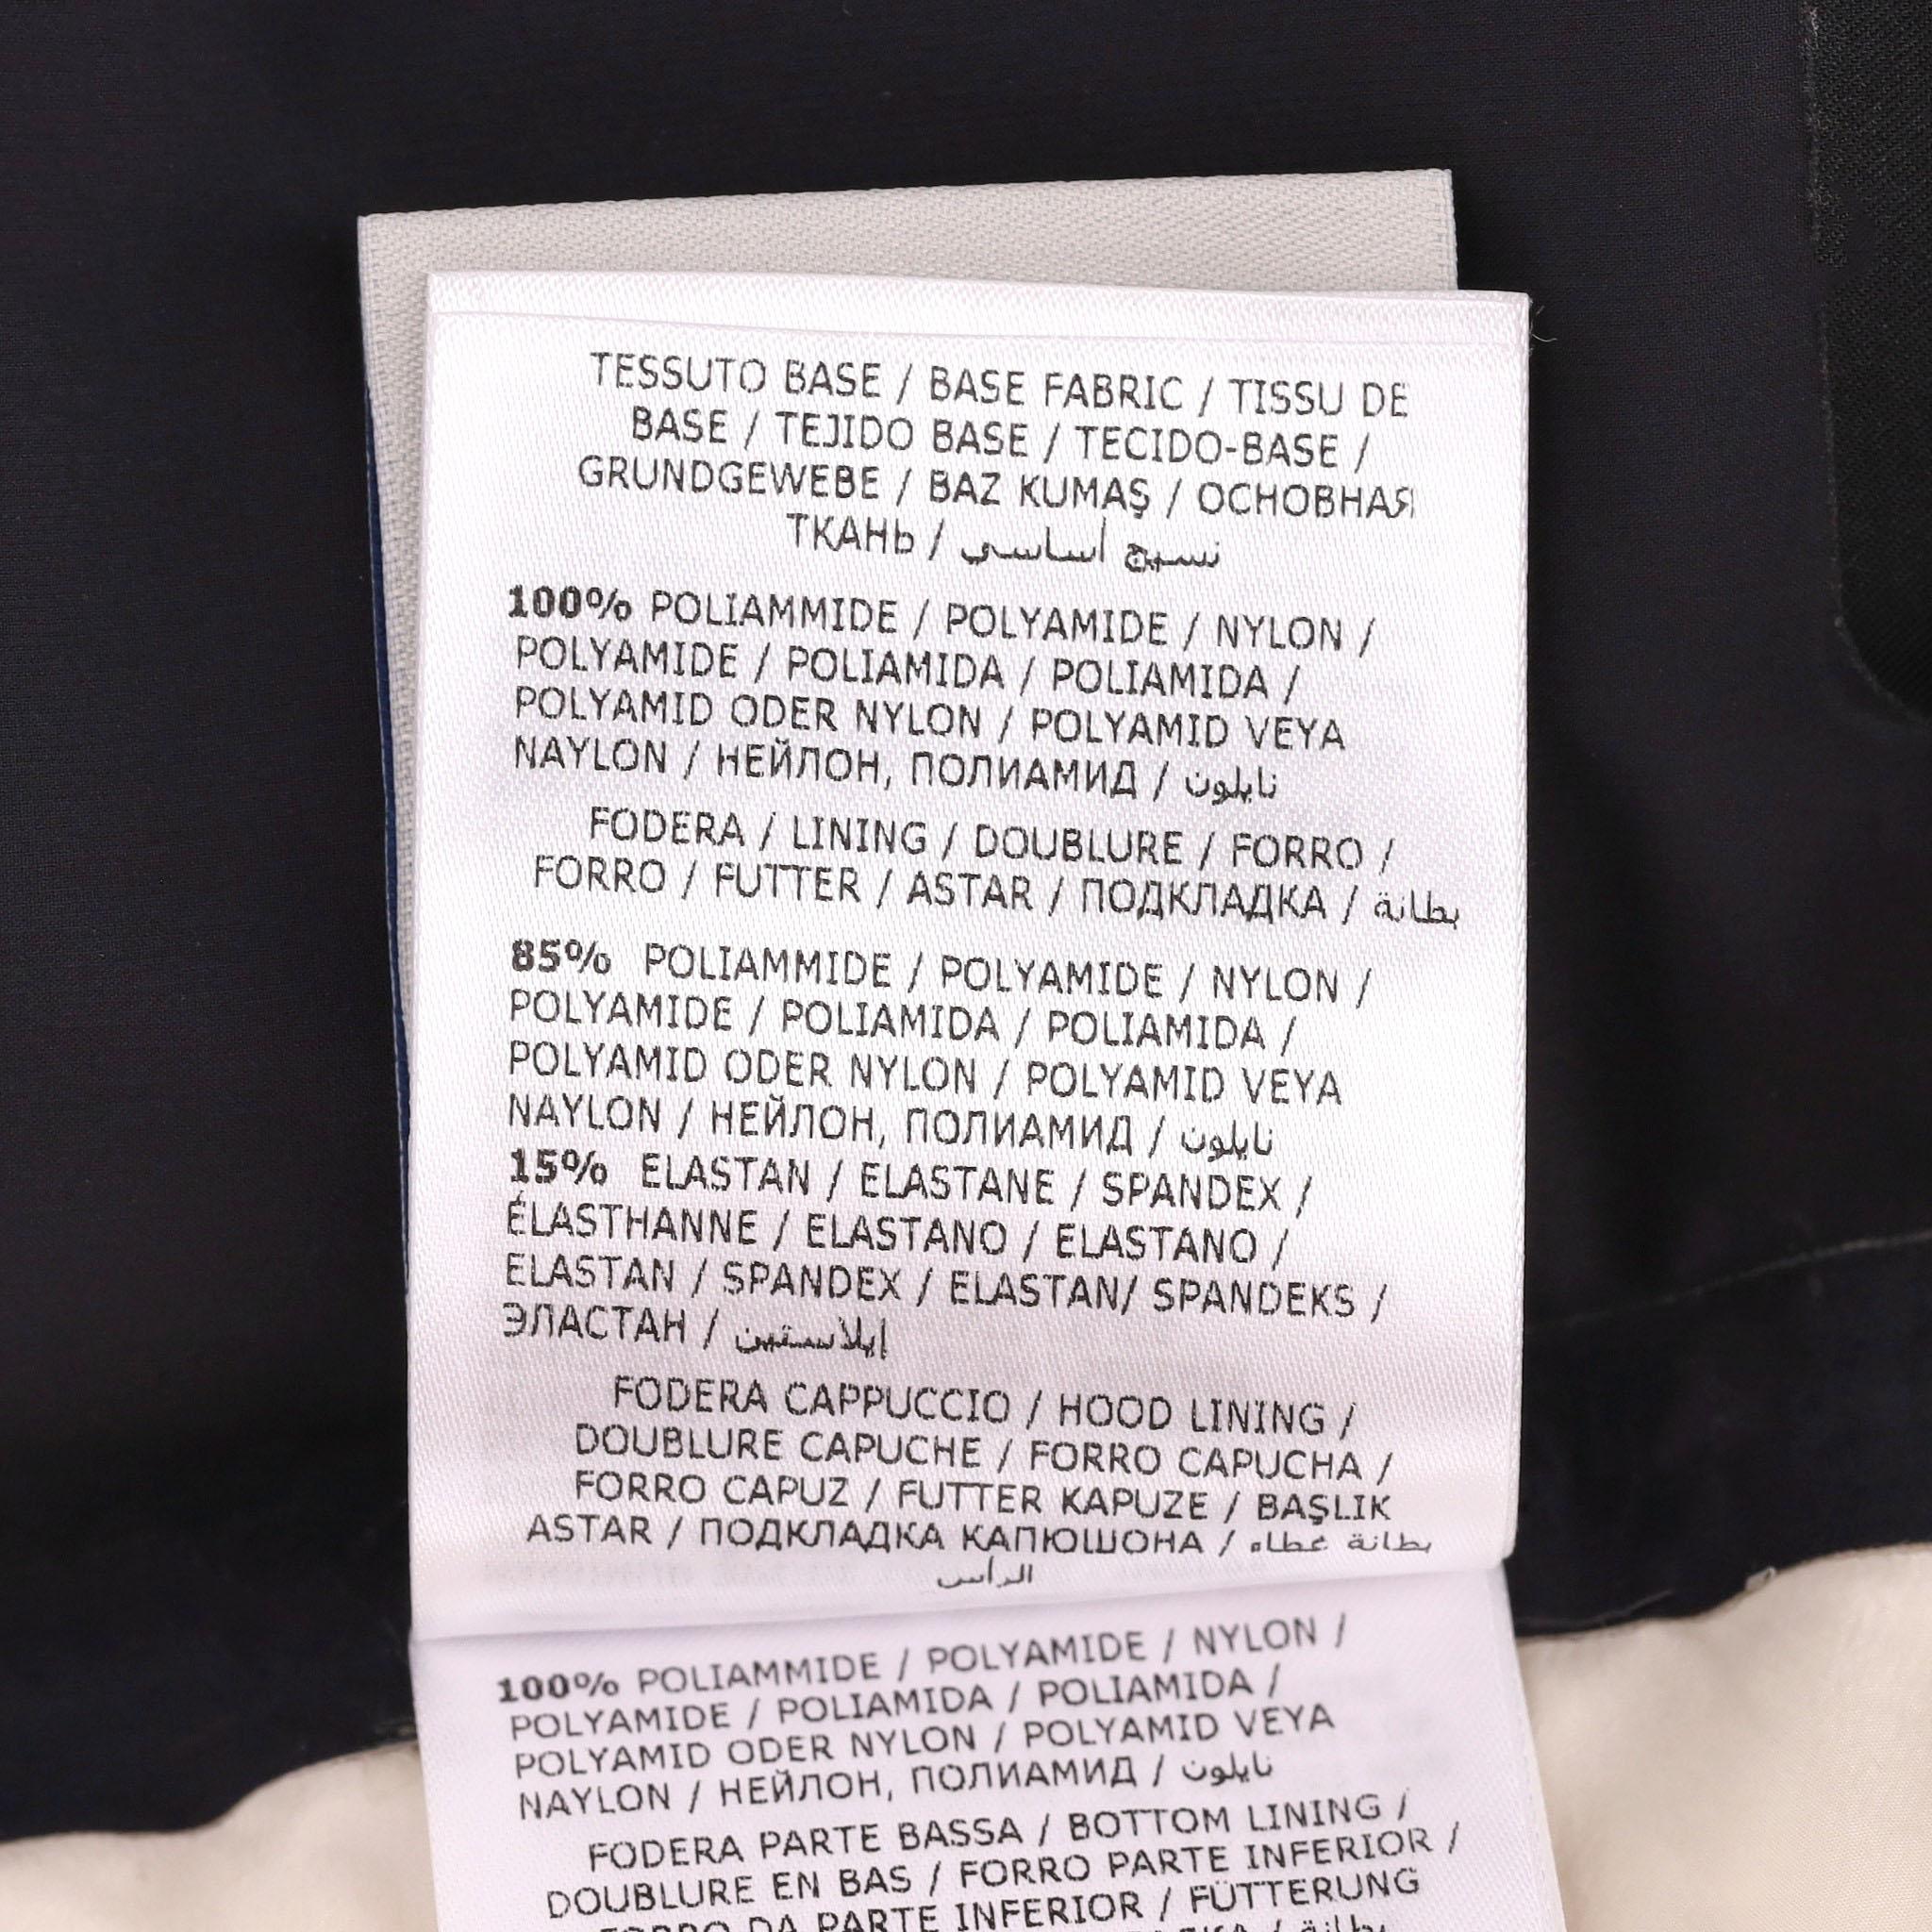 TESSUTO BASE / BASE FABRIC / TISSU DE
BASE / TEJIDO BASE / TECIDO-BASE /
GRUNDGEWEBE / BAZ KUMAŞ / ОСНОВНАЯ
ТКАНЬ / نسيج أساسي
100% POLIAMMIDE / POLYAMIDE / NYLON /
POLYAMIDE / POLIAMIDA / POLIAMIDA /
POLYAMID ODER NYLON / POLYAMID VEYA
NAYLON / НЕЙЛОН, ПОЛИАМИД / نايلون
FODERA / LINING / DOUBLURE / FORRO /
FORRO / FUTTER / ASTAR / ПОДКЛАДКА / بطانة
85% POLIAMMIDE / POLYAMIDE / NYLON /
POLYAMIDE / POLIAMIDA / POLIAMIDA /
POLYAMID ODER NYLON / POLYAMID VEYA
NAYLON / НЕЙЛОН, ПОЛИАМИД / نايلون
15% ELASTAN / ELASTANE / SPANDEX /
ÉLASTHANNE / ELASTANO / ELASTANO /
ELASTAN / SPANDEX / ELASTAN/ SPANDEKS /
ЭЛАСТАН / إيلاستين
FODERA CAPPUCCIO / HOOD LINING /
DOUBLURE CAPUCHE / FORRO CAPUCHA /
FORRO CAPUZ / FUTTER KAPUZE / BAŞLIK
ASTAR / ПОДКЛАДКА КАПЮШОНА / بطانة غطاء
الرأس
100% POLIAMMIDE / POLYAMIDE / NYLON /
POLYAMIDE / POLIAMIDA / POLIAMIDA /
POLYAMID ODER NYLON / POLYAMID VEYA
NAYLON / НЕЙЛОН, ПОЛИАМИД / نايلون
FODERA PARTE BASSA / BOTTOM LINING /
DOUBLURE EN BAS / FORRO PARTE INFERIOR /
FORRO DA PARTE INFERIOR / FÜTTERUNG